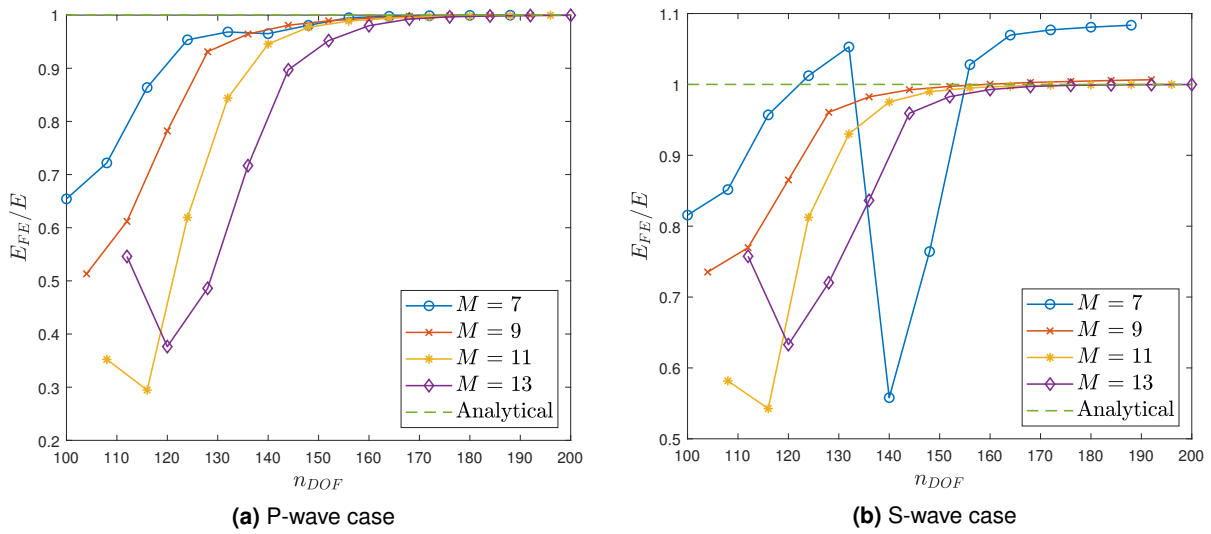 1
0.9
0.8
0.7
0.6
0.5
0.4
0.3
0.2
E_{FE}/E
100 110 120 130 140 150 160 170 180 190 200
n_{DOF}
M = 7
M = 9
M = 11
M = 13
Analytical
(a) P-wave case
1.1
1
0.9
0.8
0.7
0.6
0.5
E_{FE}/E
100 110 120 130 140 150 160 170 180 190 200
n_{DOF}
M = 7
M = 9
M = 11
M = 13
Analytical
(b) S-wave case